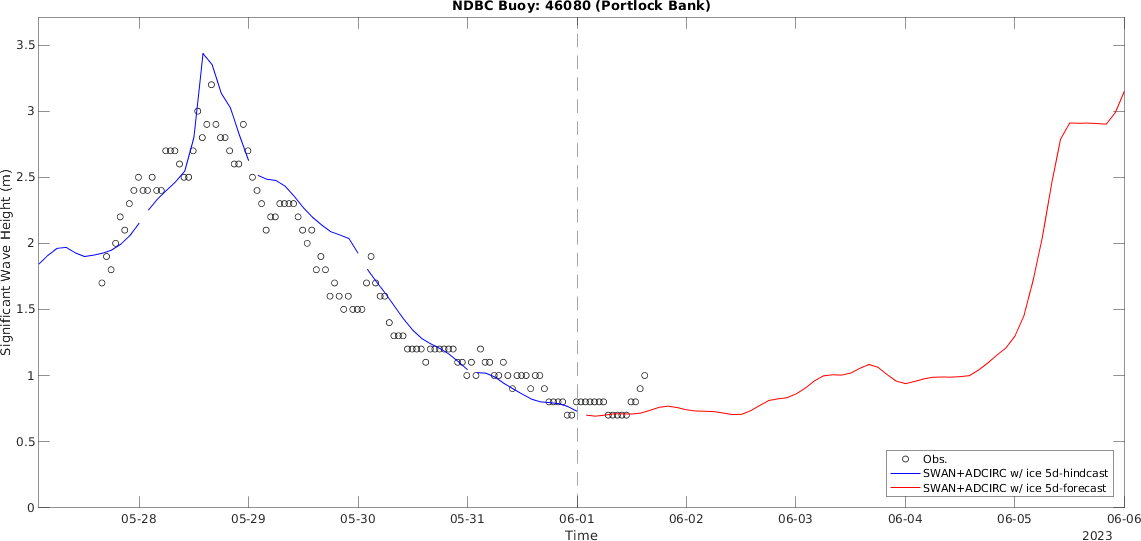 NDBC Buoy: 46080 (Portlock Bank)
Significant Wave Height (m)
3.5
3
2.5
2
1.5
1
0.5
0
Obs.
SWAN+ADCIRC w/ ice 5d-hindcast
SWAN+ADCIRC w/ ice 5d-forecast
05-28 05-29 05-30 05-31 06-01 06-02 06-03 06-04 06-05 06-06
Time
2023